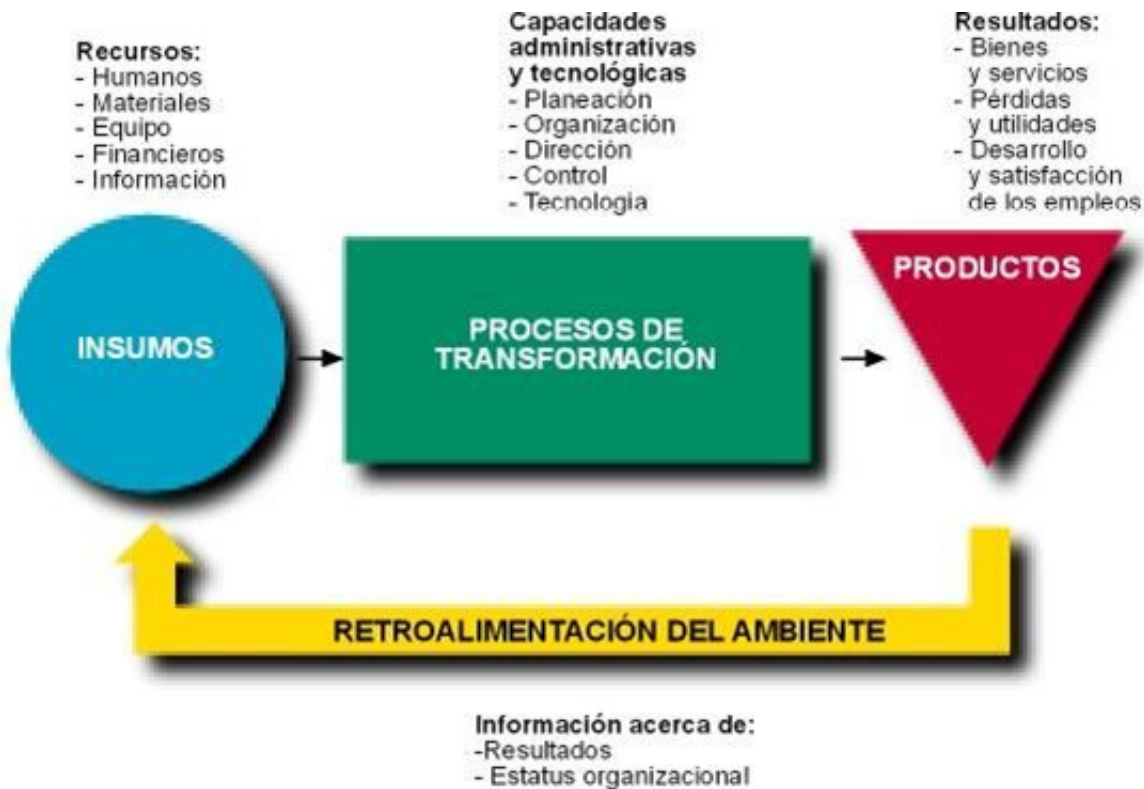 Recursos:
- Humanos
- Materiales
- Equipo
- Financieros
- Información
Capacidades
administrativas
y tecnológicas
- Planeación
- Organización
- Dirección
- Control
- Tecnologia
Resultados:
- Bienes
y servicios
- Pérdidas
y utilidades
- Desarrollo
y satisfacción
de los empleos
INSUMOS
PROCESOS DE
TRANSFORMACIÓN
PRODUCTOS
RETROALIMENTACIÓN DEL AMBIENTE
Información acerca de:
-Resultados
- Estatus organizacional